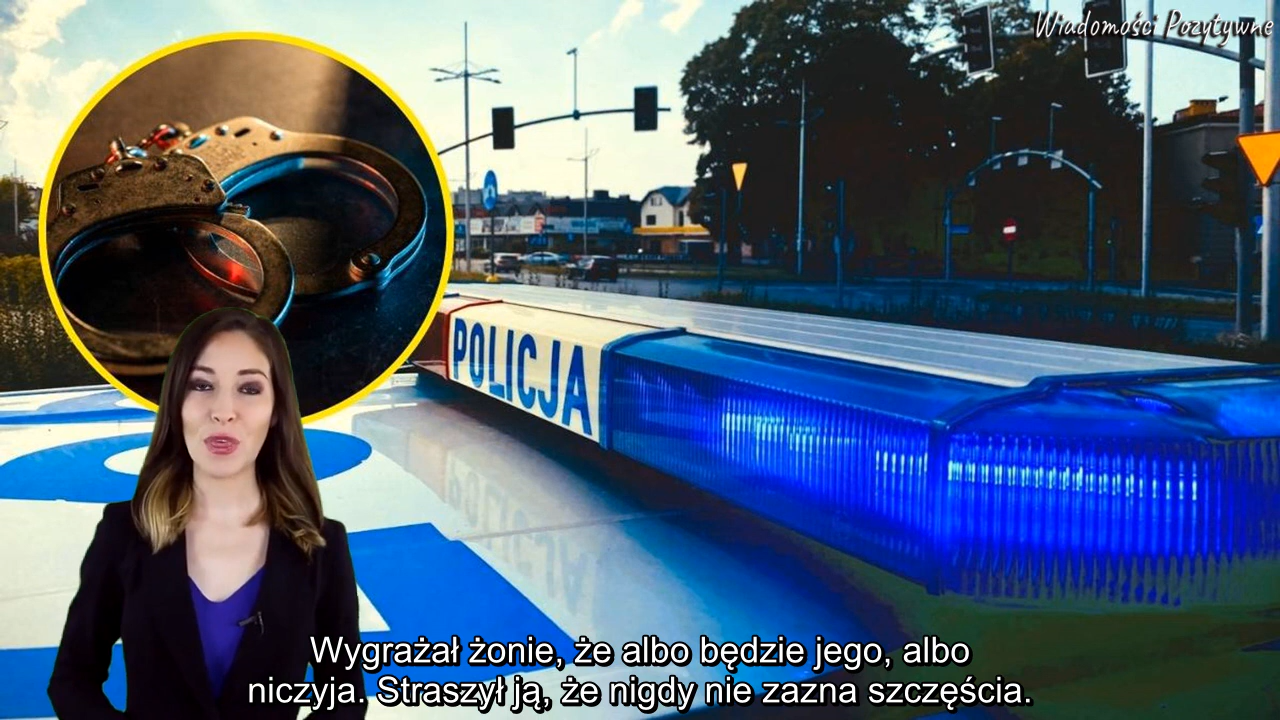 Wiadomości Pozytywne
POLICJA
Wygrażał żonie, że albo będzie jego, albo
niczyja. Straszył ją, że nigdy nie zazna szczęścia.